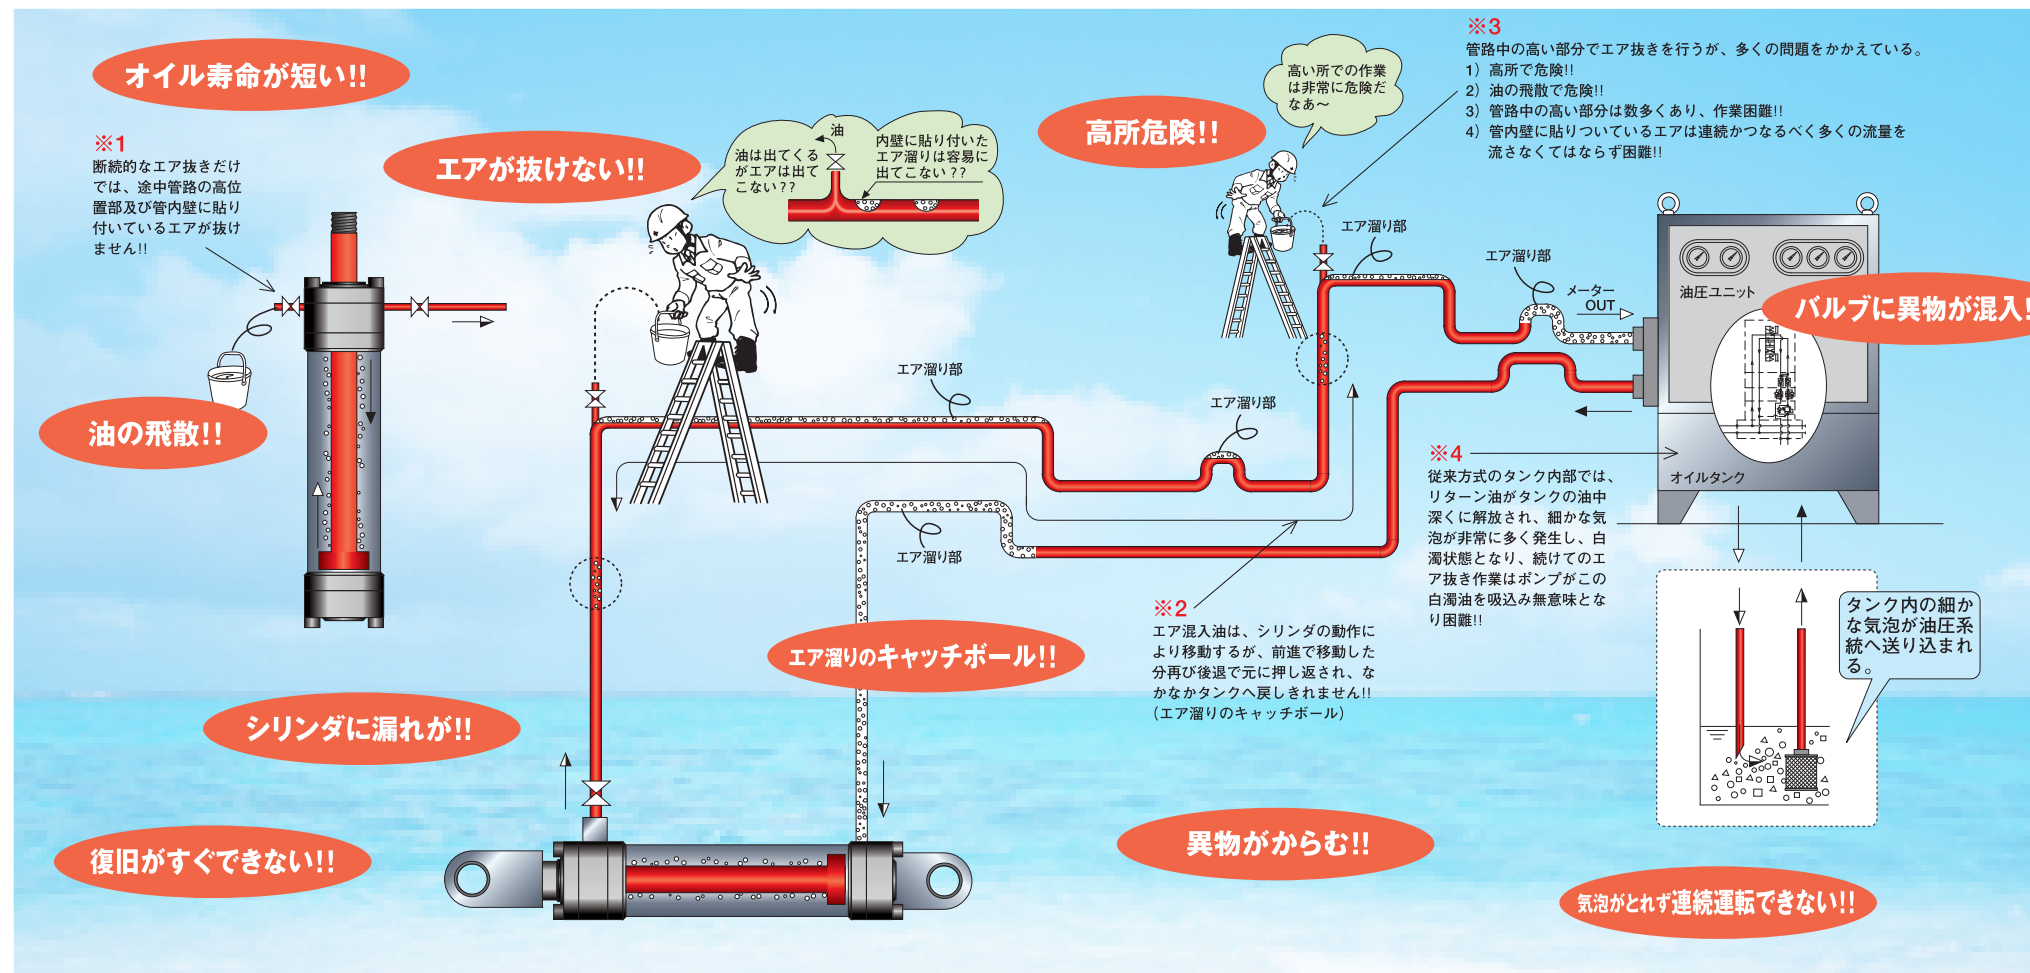 オイル寿命が短い!!
※1
断続的なエア抜きだけ
では、途中管路の高位
置部及び管内壁に貼り
付いているエアが抜け
ません!!
エアが抜けない!!
油は出てくる
がエアは出て
こない??
油
内壁に貼り付いた
エア溜りは容易に
出てこない??
高所危険!!
高い所での作業
は非常に危険だ
なあ〜
※3
管路中の高い部分でエア抜きを行うが、多くの問題をかかえている。
1）高所で危険!!
2）油の飛散で危険!!
3）管路中の高い部分は数多くあり、作業困難!!
4）管内壁に貼りついているエアは連続かつなるべく多くの流量を
流さなくてはならず困難!!
エア溜り部
エア溜り部
メーター
OUT
油圧ユニット
バルブに異物が混入!
油の飛散!!
エア溜り部
エア溜り部
エア溜り部
オイルタンク
※4
従来方式のタンク内部では、
リターン油がタンクの油中
深くに解放され、細かな気
泡が非常に多く発生し、白
濁状態となり、続けてのエ
ア抜き作業はポンプがこの
白濁油を吸込み無意味とな
り困難!!
※2
エア混入油は、シリンダの動作に
より移動するが、前進で移動した
分再び後退で元に押し返され、な
かなかタンクへ戻しきれません!!
（エア溜りのキャッチボール）
タンク内の細か
な気泡が油圧系
統へ送り込まれ
る。
エア溜りのキャッチボール!!
シリンダに漏れが!!
復旧がすぐできない!!
異物がからむ!!
気泡がとれず連続運転できない!!